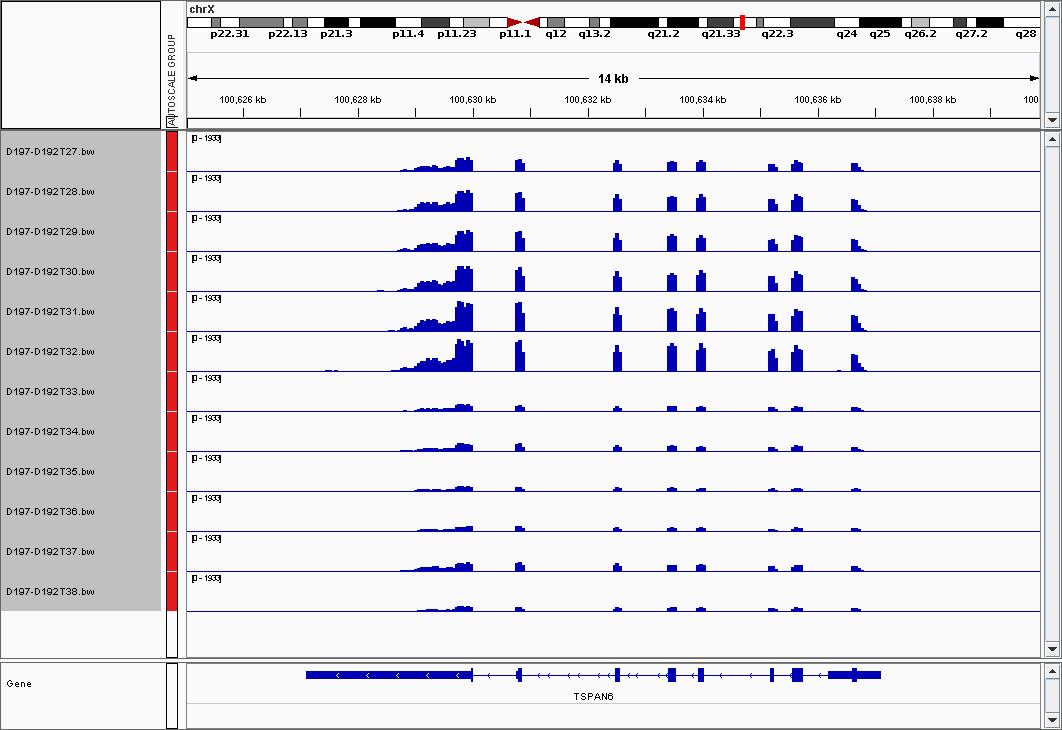 chrX
p22.31 p22.13 p21.3 p11.4 p11.23 p11.1 q12 q13.2 q21.2 q21.33 q22.3 q24 q25 q26.2 q27.2 q28
AUTOSCALE GROUP
14 kb
100,626 kb 100,628 kb 100,630 kb 100,632 kb 100,634 kb 100,636 kb 100,638 kb 100
[0 - 1933]
D197-D192T27.bw
[0 - 1933]
D197-D192T28.bw
[0 - 1933]
D197-D192T29.bw
[0 - 1933]
D197-D192T30.bw
[0 - 1933]
D197-D192T31.bw
[0 - 1933]
D197-D192T32.bw
[0 - 1933]
D197-D192T33.bw
[0 - 1933]
D197-D192T34.bw
[0 - 1933]
D197-D192T35.bw
[0 - 1933]
D197-D192T36.bw
[0 - 1933]
D197-D192T37.bw
[0 - 1933]
D197-D192T38.bw
Gene
TSPAN6